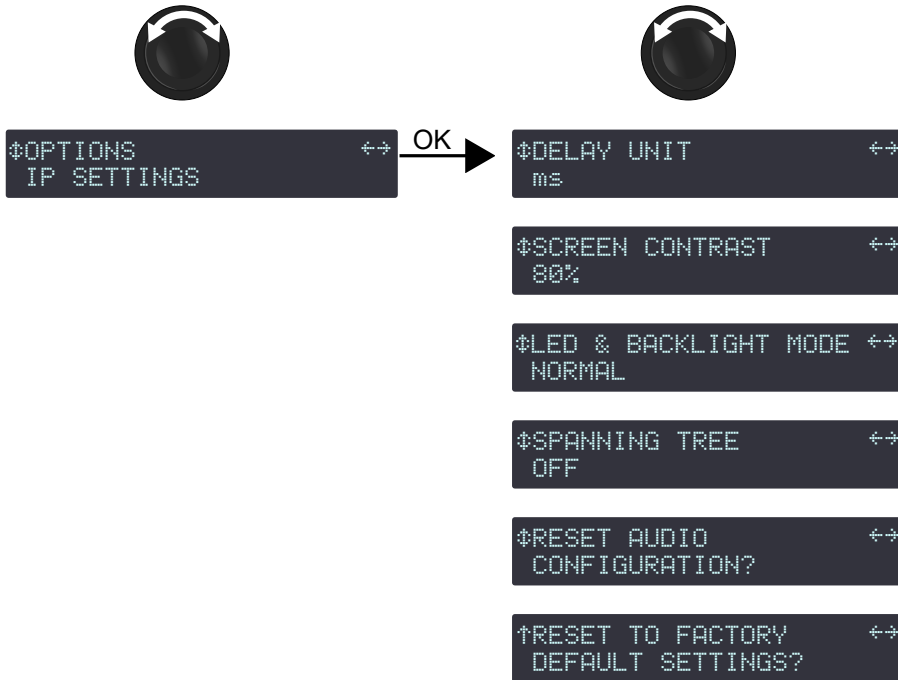 ↕OPTIONS ↔
IP SETTINGS
OK
↕DELAY UNIT ↔
ms
↕SCREEN CONTRAST ↔
80%
↕LED & BACKLIGHT MODE ↔
NORMAL
↕SPANNING TREE ↔
OFF
↕RESET AUDIO ↔
CONFIGURATION?
↑RESET TO FACTORY ↔
DEFAULT SETTINGS?